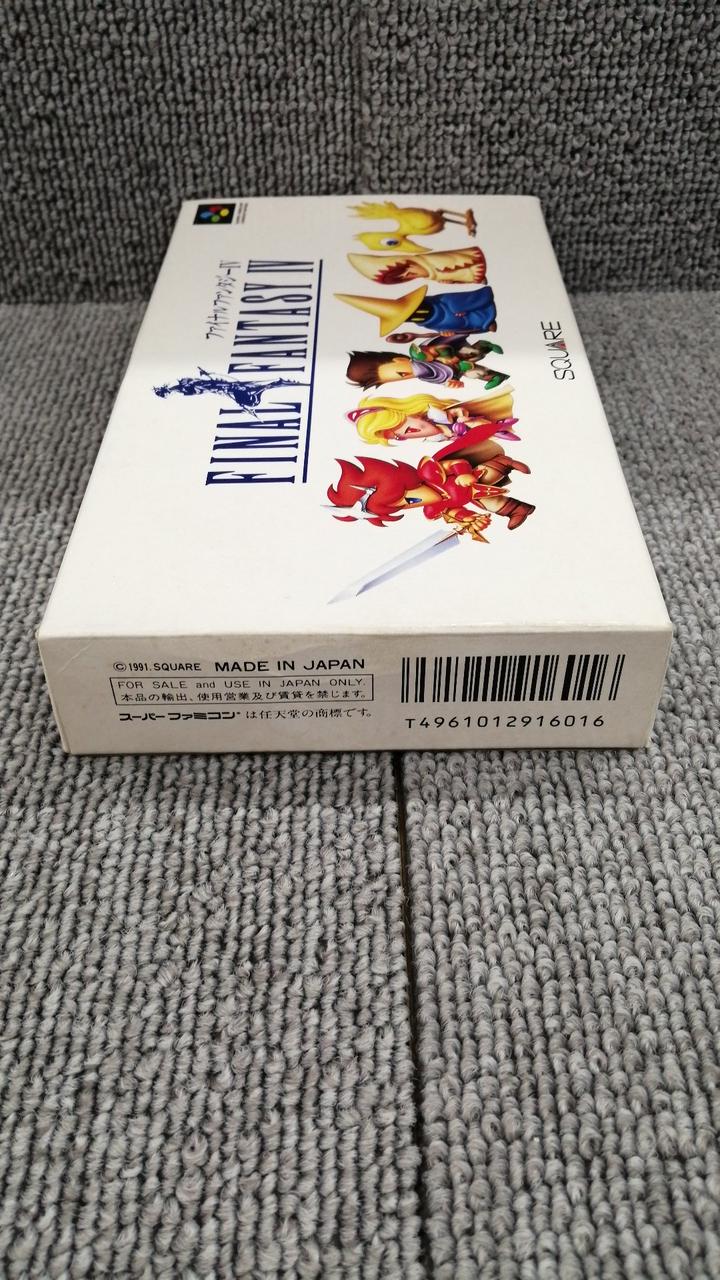 ファイナルファンタジーIV
FINAL FANTASY IV
SQUARE
©1991.SQUARE MADE IN JAPAN
FOR SALE and USE IN JAPAN ONLY.
本品の輸出、使用営業及び賃貸を禁じます。
スーパーファミコン®は任天堂の商標です。
T4961012916016